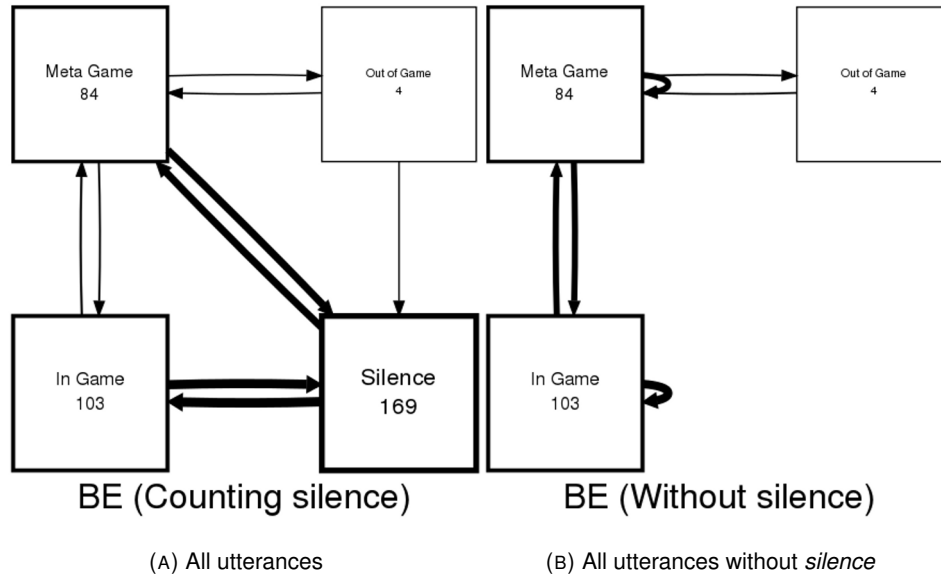 Meta Game
84
Out of Game
4
In Game
103
Silence
169
BE (Counting silence)
(A) All utterances
Meta Game
84
Out of Game
4
In Game
103
BE (Without silence)
(B) All utterances without silence